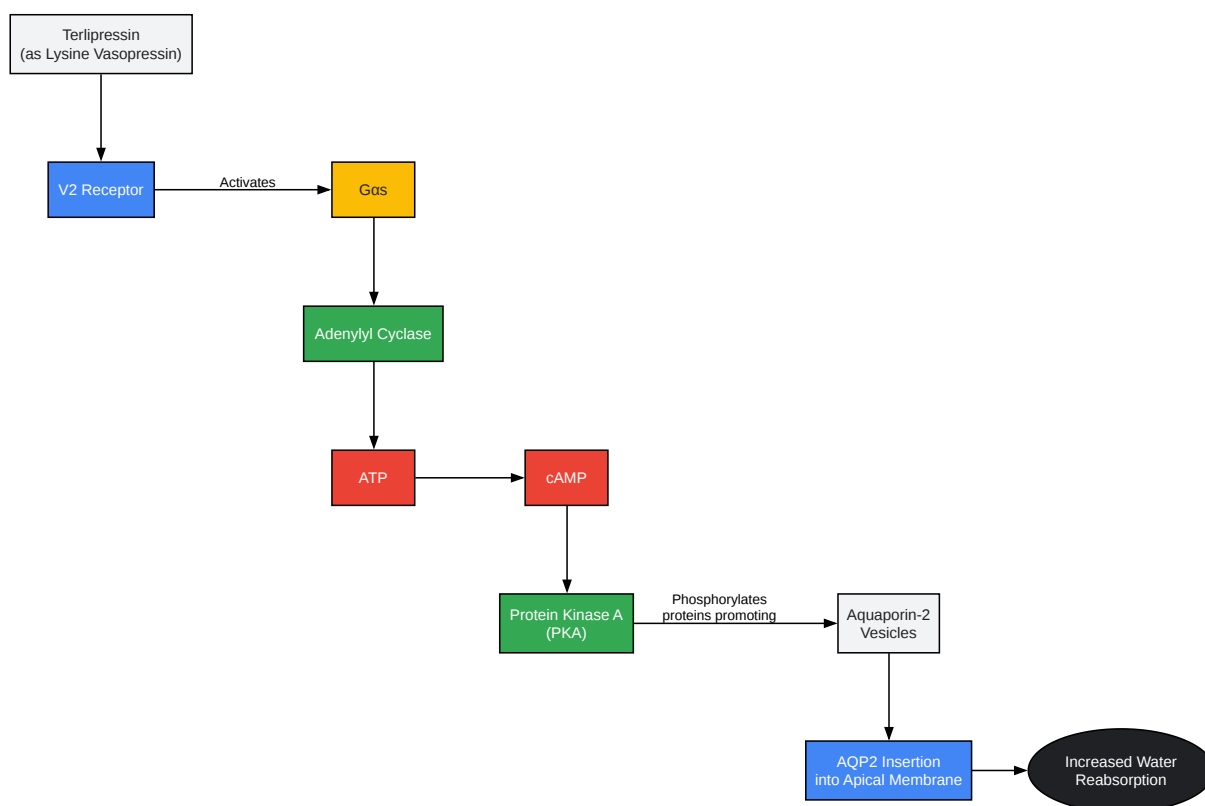 Terlipressin
(as Lysine Vasopressin)
V2 Receptor
Activates
Gαs
Adenylyl Cyclase
ATP
cAMP
Protein Kinase A
(PKA)
Phosphorylates
proteins promoting
Aquaporin-2
Vesicles
AQP2 Insertion
into Apical Membrane
Increased Water
Reabsorption